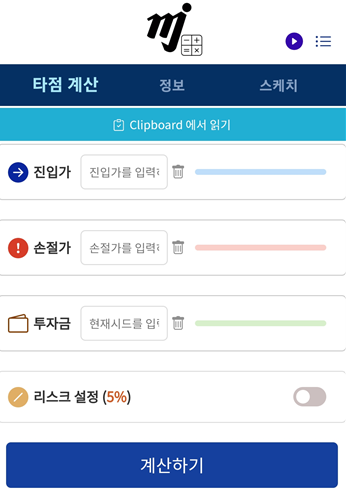 mj
타점 계산 정보 스케치
Clipboard 에서 읽기
진입가 진입가를 입력하
손절가 손절가를 입력하
투자금 현재시드를 입
리스크 설정 (5%)
계산하기